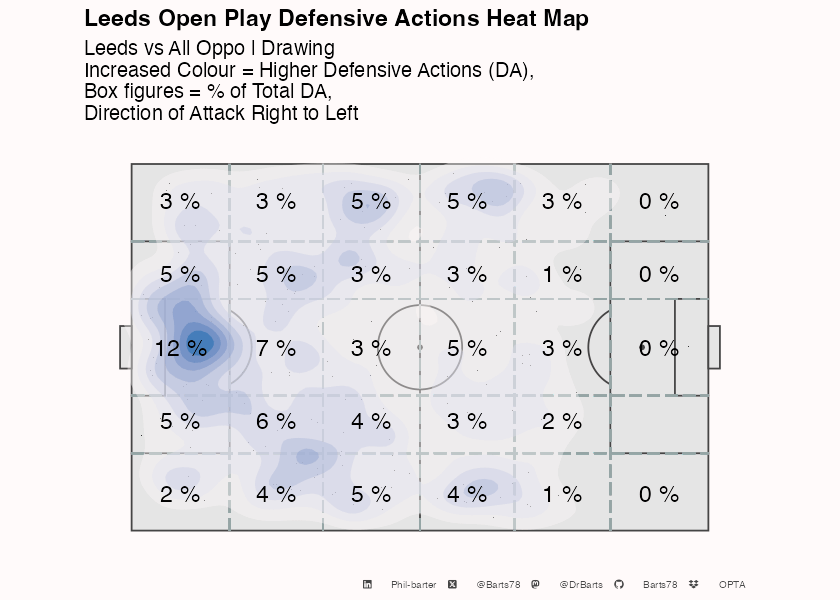 Leeds Open Play Defensive Actions Heat Map
Leeds vs All Oppo | Drawing
Increased Colour = Higher Defensive Actions (DA),
Box figures = % of Total DA,
Direction of Attack Right to Left
3 % 3 % 5 % 5 % 3 % 0 %
5 % 5 % 3 % 3 % 1 % 0 %
12 % 7 % 3 % 5 % 3 % 0 %
5 % 6 % 4 % 3 % 2 %
2 % 4 % 5 % 4 % 1 % 0 %
Phil-barter @Barts78 @DrBarts Barts78 OPTA